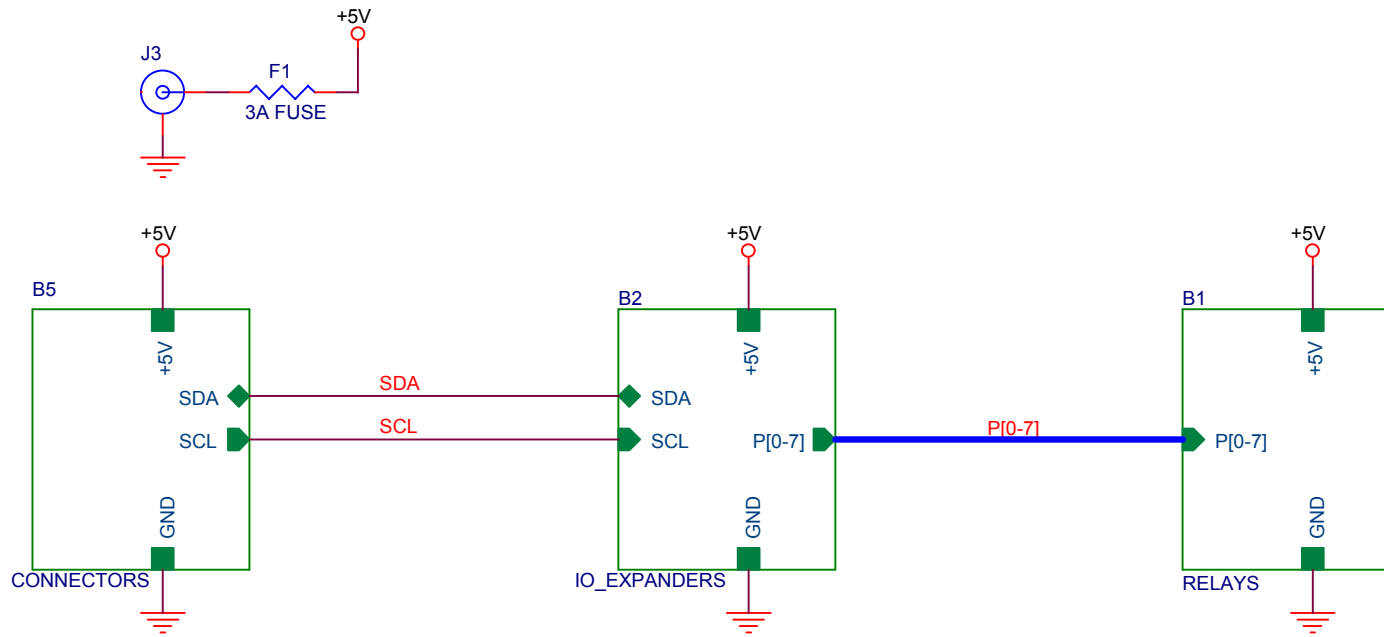 +5V
J3
F1
3A FUSE
+5V
+5V
+5V
B5
B2
B1
+5V
+5V
+5V
SDA
SDA
SDA
SCL
SCL
SCL
P[0-7]
P[0-7]
P[0-7]
GND
GND
GND
CONNECTORS
IO_EXPANDERS
RELAYS